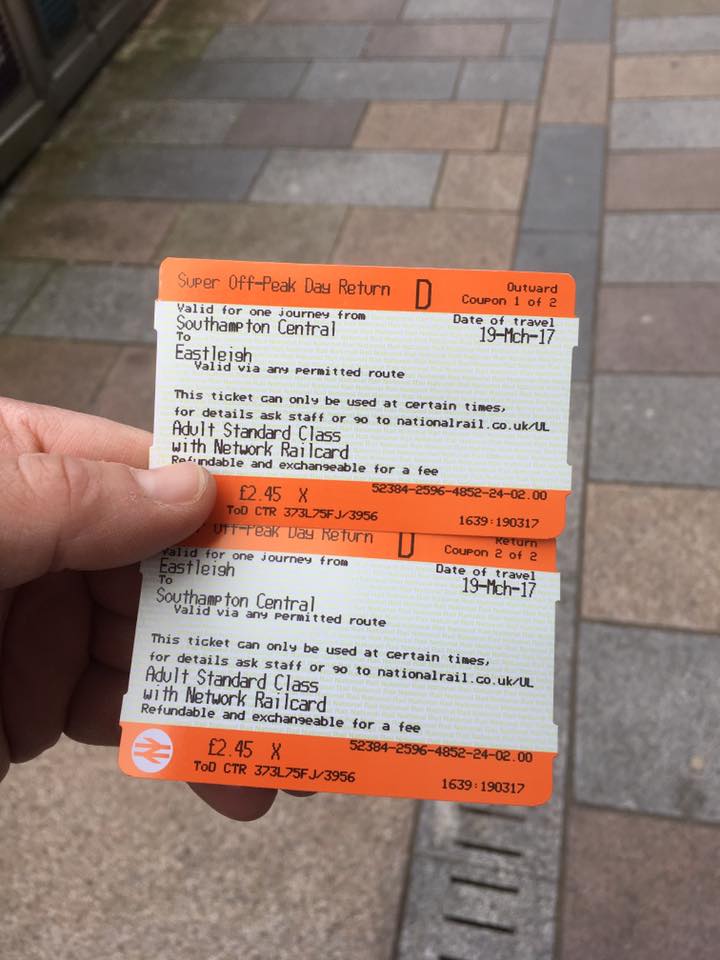 Super Off-Peak Day Return D Outward
Coupon 1 of 2
Valid for one journey from Date of travel
Southampton Central 19-Mch-17
To
Eastleigh
Valid via any permitted route
This ticket can only be used at certain times,
for details ask staff or go to nationalrail.co.uk/UL
Adult Standard Class
with Network Railcard
Refundable and exchangeable for a fee
£2.45 X 52384-2596-4852-24-02.00
ToD CTR 373L75FJ/3956 1639:190317
Off-Peak Day Return D Return
Coupon 2 of 2
Valid for one journey from Date of travel
Eastleigh 19-Mch-17
To
Southampton Central
Valid via any permitted route
This ticket can only be used at certain times,
for details ask staff or go to nationalrail.co.uk/UL
Adult Standard Class
with Network Railcard
Refundable and exchangeable for a fee
£2.45 X 52384-2596-4852-24-02.00
ToD CTR 373L75FJ/3956 1639:190317